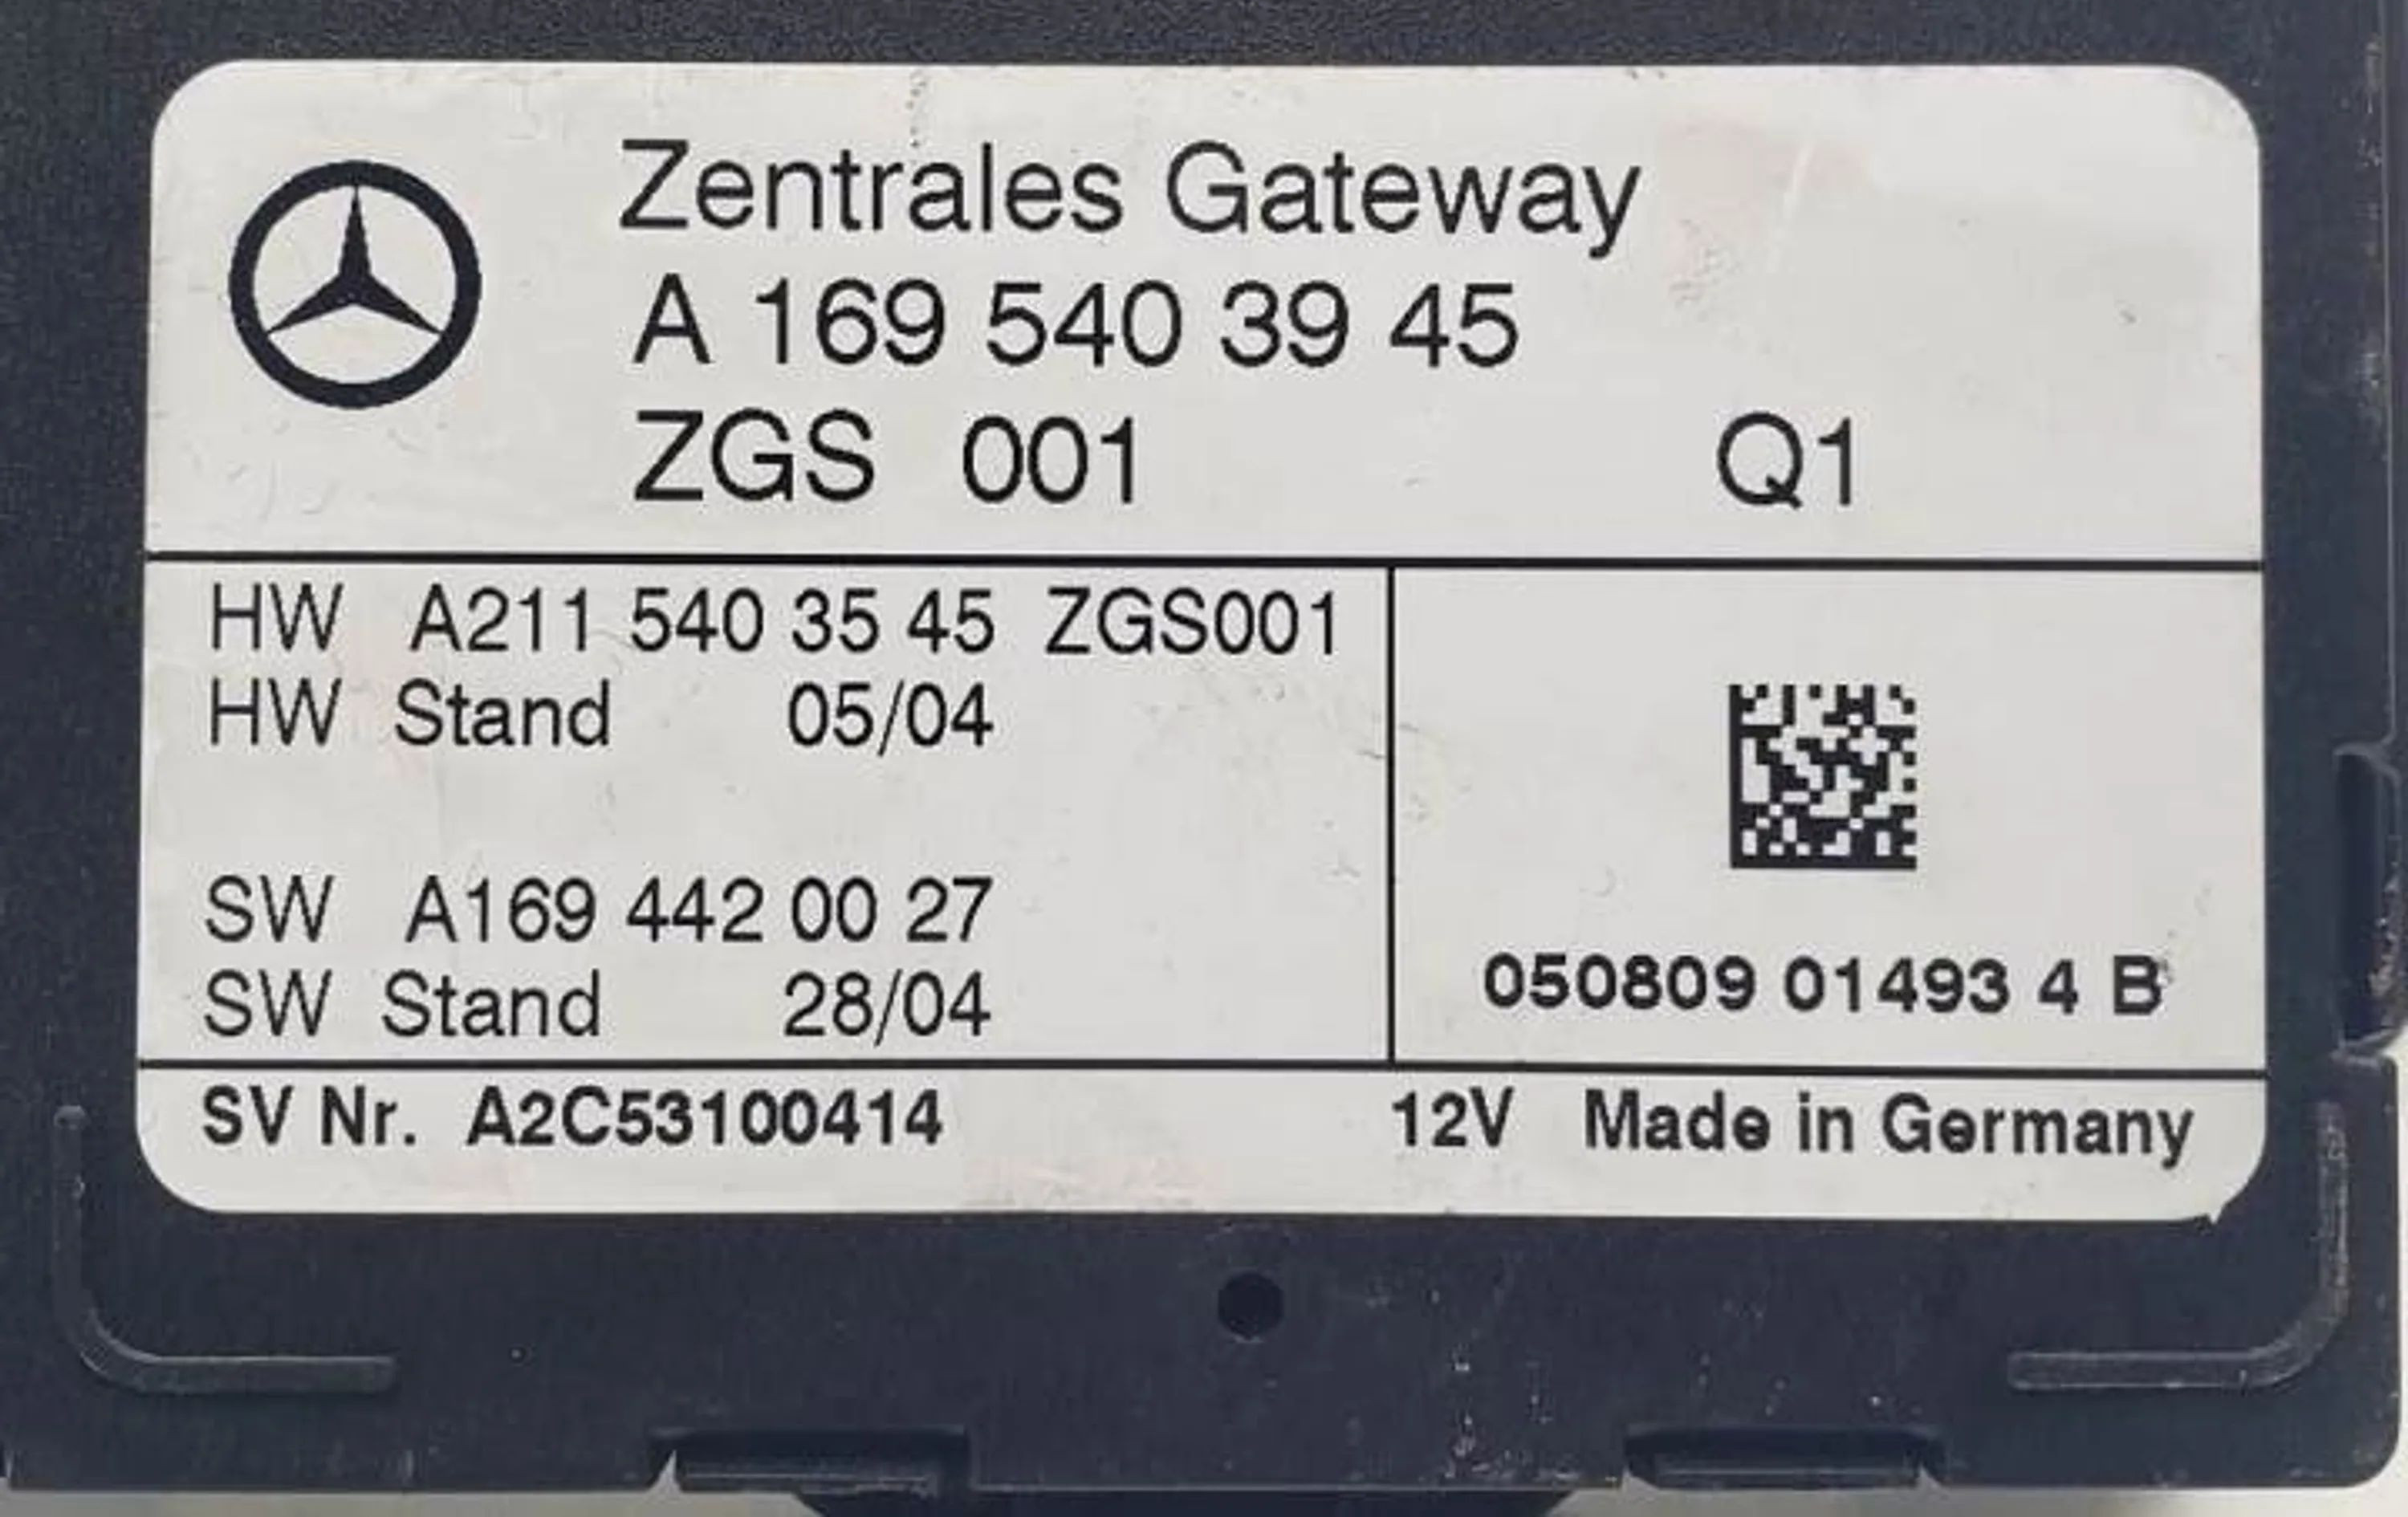 Zentrales Gateway
A 169 540 39 45
ZGS 001 Q1
HW A211 540 35 45 ZGS001
HW Stand 05/04
SW A169 442 00 27
SW Stand 28/04
050809 01493 4 B
SV Nr. A2C53100414 12V Made in Germany